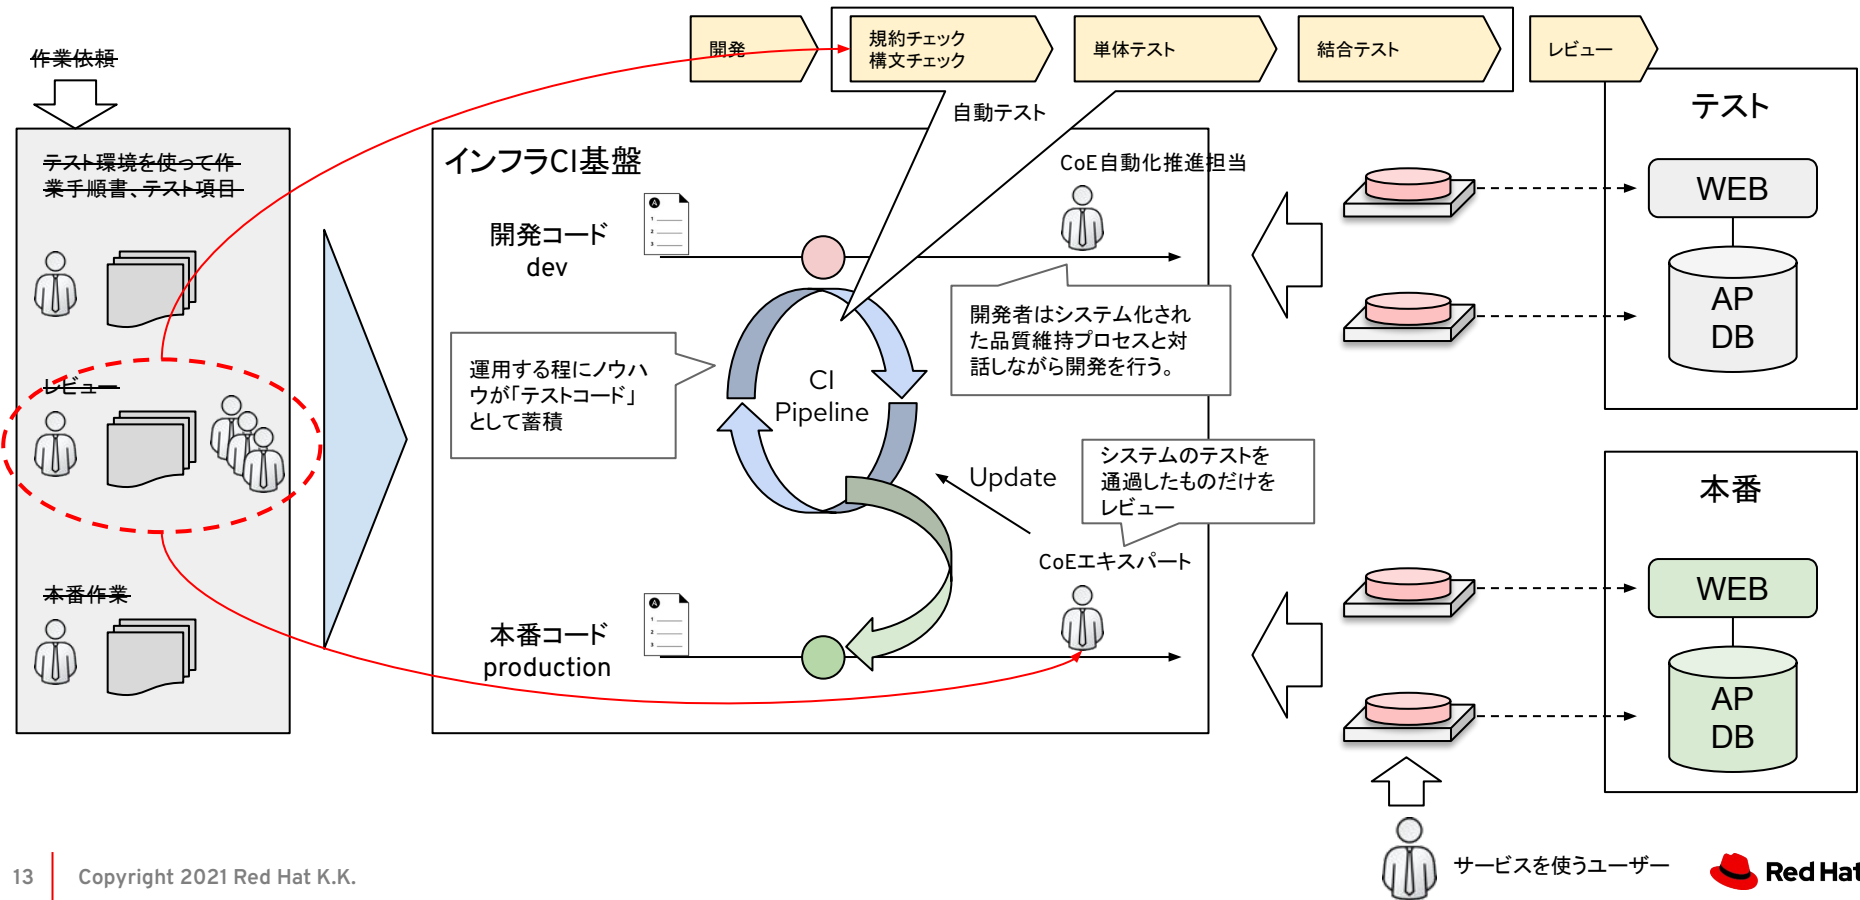 開発
規約チェック
構文チェック
単体テスト
結合テスト
レビュー
自動テスト
作業依頼
テスト環境を使って作
業手順書、テスト項目
レビュー
本番作業
インフラCI基盤
開発コード
dev
CoE自動化推進担当
開発者はシステム化され
た品質維持プロセスと対
話しながら開発を行う。
運用する程にノウハ
ウが「テストコード」
として蓄積
CI
Pipeline
Update
システムのテストを
通過したものだけを
レビュー
CoEエキスパート
本番コード
production
テスト
WEB
AP
DB
本番
WEB
AP
DB
サービスを使うユーザー
13
Copyright 2021 Red Hat K.K.
Red Hat